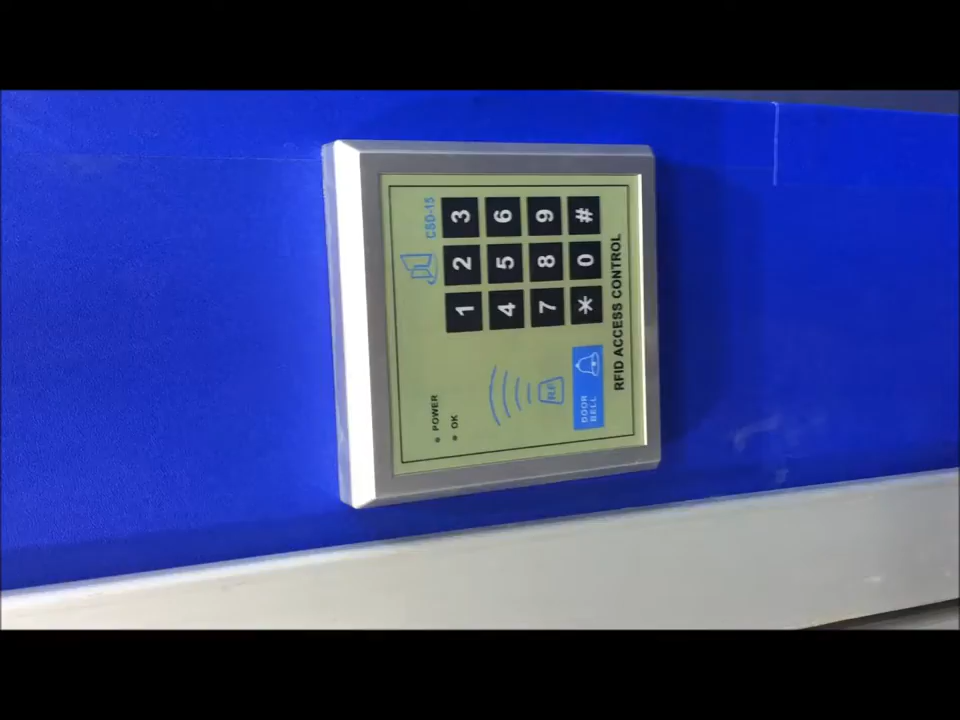 CSD-15
POWER
OK
1 2 3
4 5 6
7 8 9
* 0 #
RF
DOOR
BELL
RFID ACCESS CONTROL